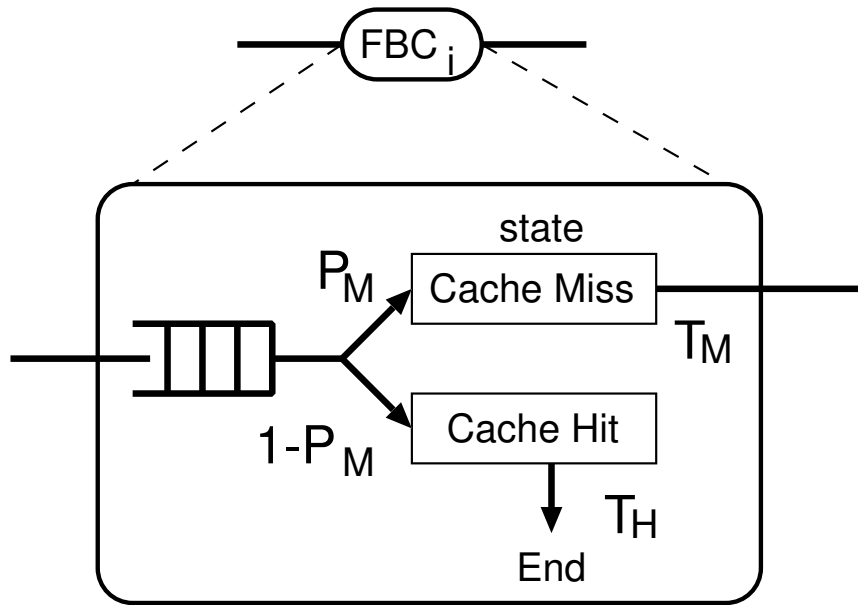 FBC i
state
P M
Cache Miss
T M
Cache Hit
1-P M
T H
End